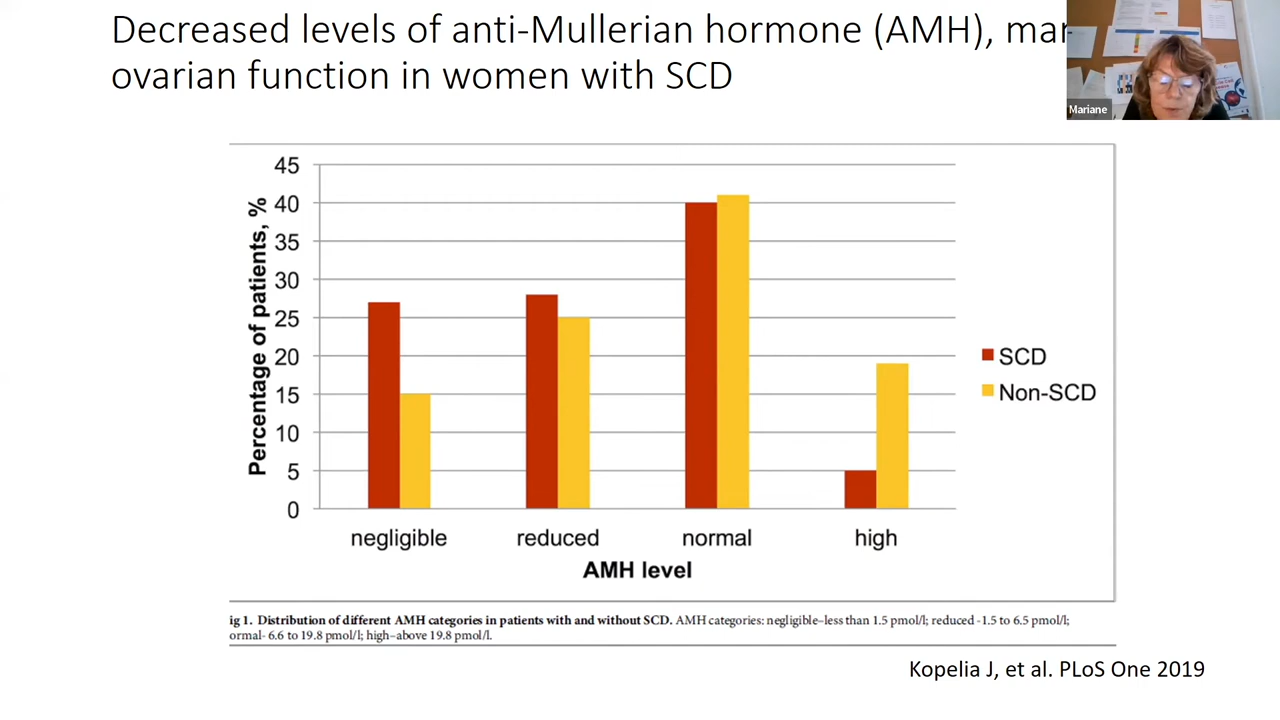 Decreased levels of anti-Mullerian hormone (AMH),
ovarian function in women with SCD
Mariane
45
40
35
30
25
20
15
10
5
0
Percentage of patients, %
negligible reduced normal high
AMH level
SCD
Non-SCD
ig 1. Distribution of different AMH categories in patients with and without SCD. AMH categories: negligible–less than 1.5 pmol/l; reduced -1.5 to 6.5 pmol/l;
ormal- 6.6 to 19.8 pmol/l; high–above 19.8 pmol/l.
Kopelia J, et al. PLoS One 2019